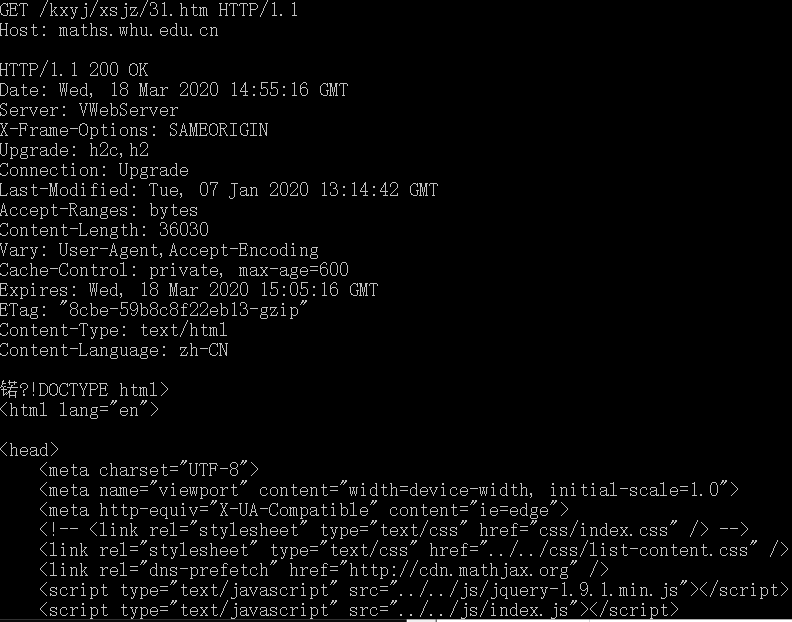 GET /kxyj/xsjz/31.htm HTTP/1.1
Host: maths.whu.edu.cn
HTTP/1.1 200 OK
Date: Wed, 18 Mar 2020 14:55:16 GMT
Server: VWebServer
X-Frame-Options: SAMEORIGIN
Upgrade: h2c,h2
Connection: Upgrade
Last-Modified: Tue, 07 Jan 2020 13:14:42 GMT
Accept-Ranges: bytes
Content-Length: 36030
Vary: User-Agent,Accept-Encoding
Cache-Control: private, max-age=600
Expires: Wed, 18 Mar 2020 15:05:16 GMT
ETag: "8cbe-59b8c8f22eb13-gzip"
Content-Type: text/html
Content-Language: zh-CN
锘?!DOCTYPE html>
<html lang="en">
<head>
<meta charset="UTF-8">
<meta name="viewport" content="width=device-width, initial-scale=1.0">
<meta http-equiv="X-UA-Compatible" content="ie=edge">
<!-- <link rel="stylesheet" type="text/css" href="css/index.css" /> -->
<link rel="stylesheet" type="text/css" href="../../css/list-content.css" />
<link rel="dns-prefetch" href="http://cdn.mathjax.org" />
<script type="text/javascript" src="../../js/jquery-1.9.1.min.js"></script>
<script type="text/javascript" src="../../js/index.js"></script>